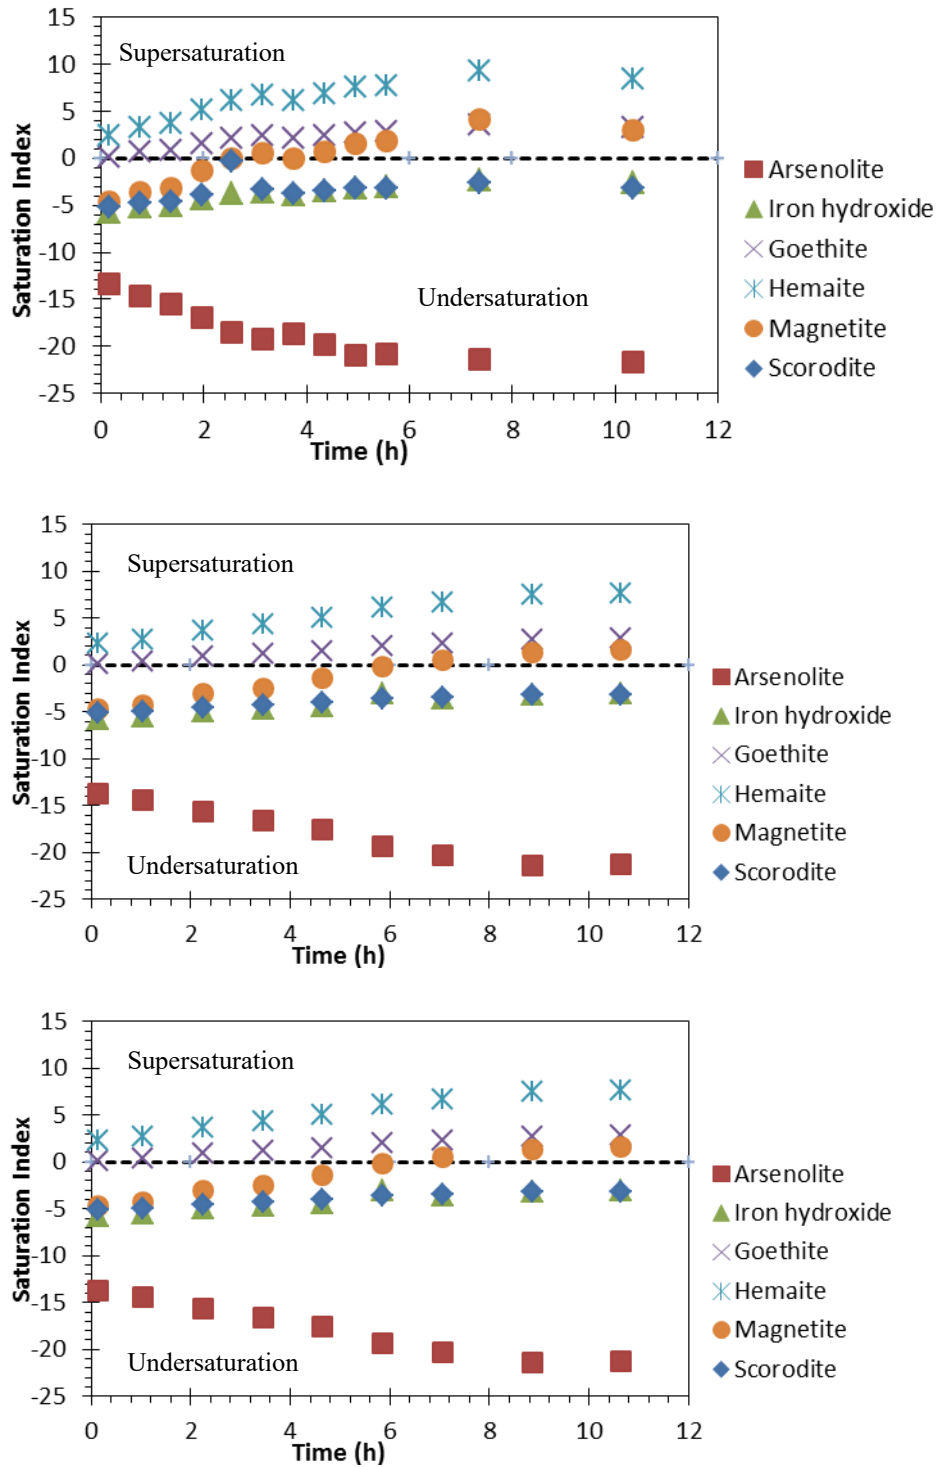 15
Supersaturation
10
5
0
-5
-10
-15
-20
-25
Saturation Index
Undersaturation
0 2 4 6 8 10 12
Time (h)
Arsenolite
Iron hydroxide
Goethite
Hemaite
Magnetite
Scorodite
15
Supersaturation
10
5
0
-5
-10
-15
-20
-25
Saturation Index
Undersaturation
0 2 4 6 8 10 12
Time (h)
Arsenolite
Iron hydroxide
Goethite
Hemaite
Magnetite
Scorodite
15
Supersaturation
10
5
0
-5
-10
-15
-20
-25
Saturation Index
Undersaturation
0 2 4 6 8 10 12
Time (h)
Arsenolite
Iron hydroxide
Goethite
Hemaite
Magnetite
Scorodite